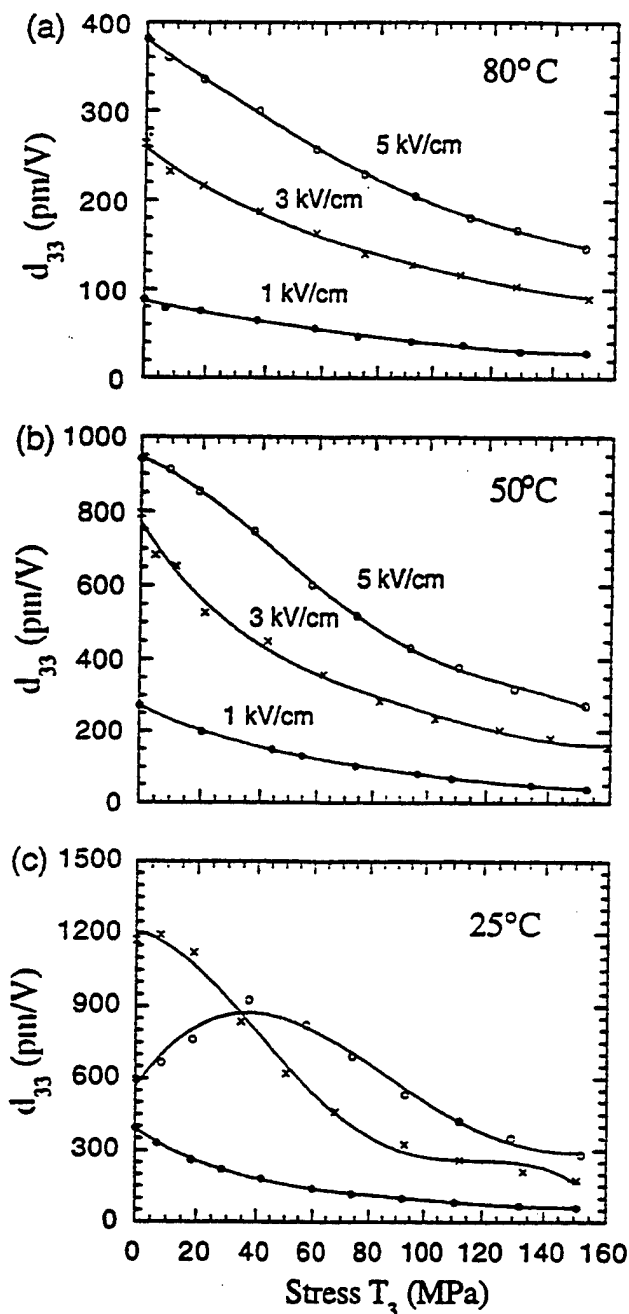 (a)
400
80° C
300
5 kV/cm
200
3 kV/cm
100
1 kV/cm
0
d33 (pm/V)
(b)
1000
50°C
800
600
5 kV/cm
3 kV/cm
400
200
1 kV/cm
0
d33 (pm/V)
(c)
1500
25°C
1200
900
600
300
0
d33 (pm/V)
0 20 40 60 80 100 120 140 160
Stress T3 (MPa)